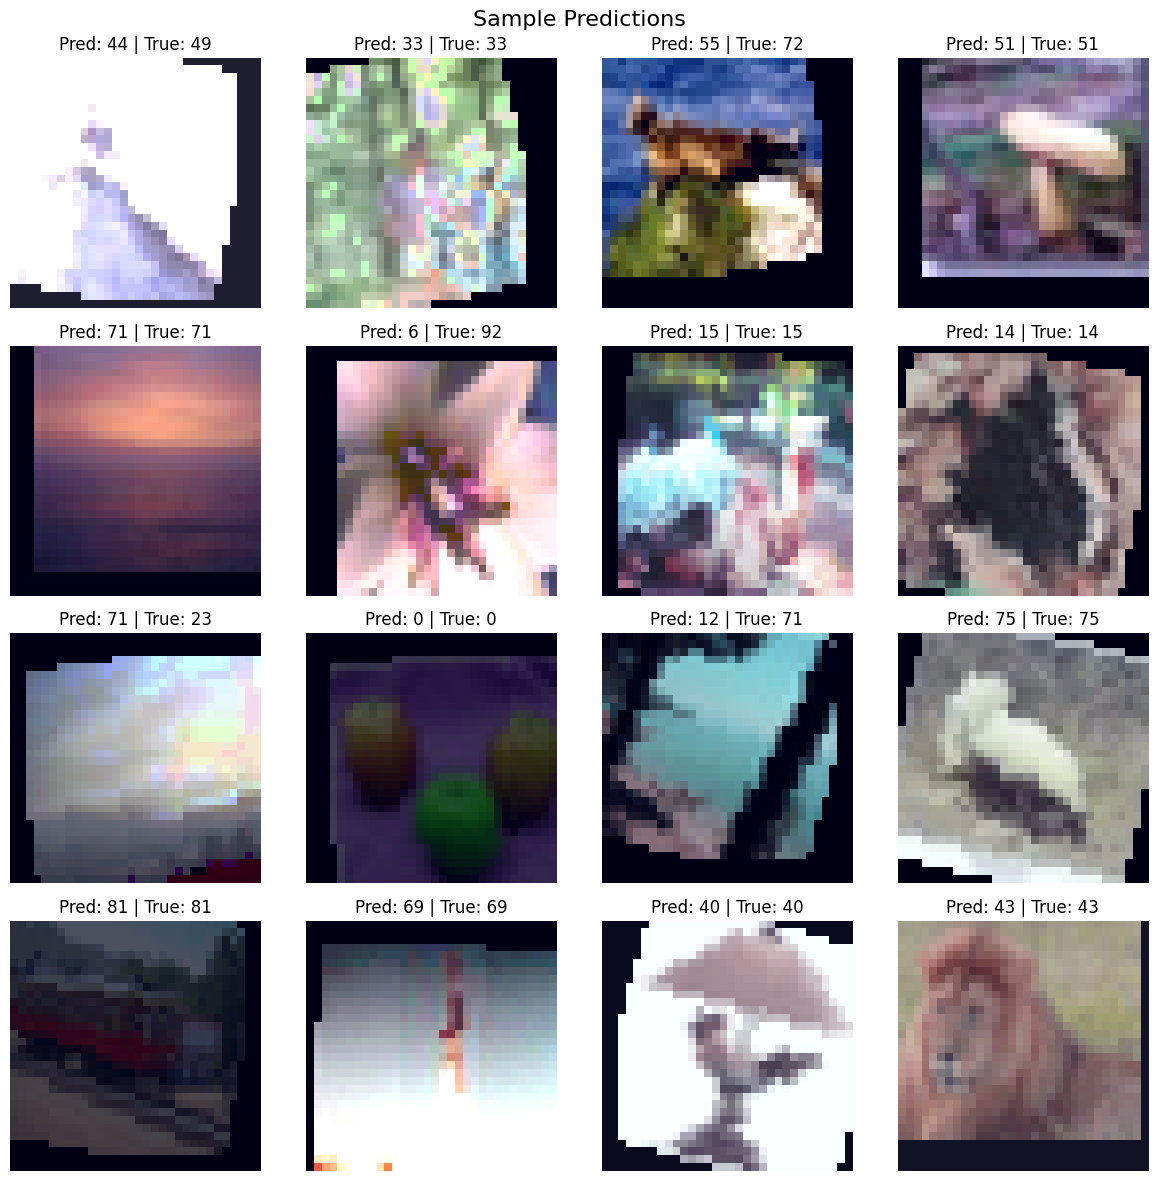 Sample Predictions
Pred: 44 | True: 49
Pred: 33 | True: 33
Pred: 55 | True: 72
Pred: 51 | True: 51
Pred: 71 | True: 71
Pred: 6 | True: 92
Pred: 15 | True: 15
Pred: 14 | True: 14
Pred: 71 | True: 23
Pred: 0 | True: 0
Pred: 12 | True: 71
Pred: 75 | True: 75
Pred: 81 | True: 81
Pred: 69 | True: 69
Pred: 40 | True: 40
Pred: 43 | True: 43